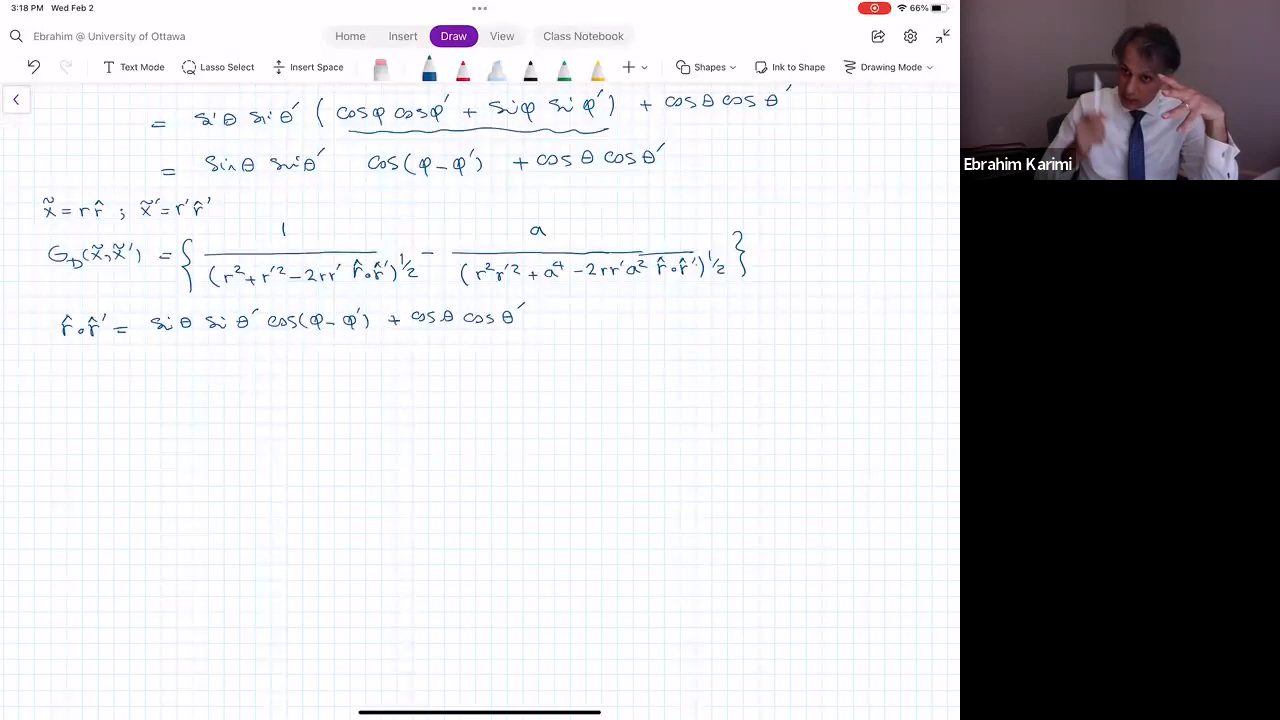 3:18 PM Wed Feb 2
66%
Ebrahim @ University of Ottawa
Home Insert Draw View Class Notebook
Text Mode Lasso Select Insert Space Shapes Ink to Shape Drawing Mode
= sin θ sin θ′ ( cos φ cos φ′ + sin φ sin φ′ ) + cos θ cos θ′
= sin θ sin θ′ cos(φ − φ′) + cos θ cos θ′
x̃ = r r̂ ; x̃′ = r′ r̂′
G_D(x̃, x̃′) = { 1 / (r² + r′² − 2rr′ r̂∘r̂′)^1/2 − a / (r²r′² + a⁴ − 2rr′a² r̂∘r̂′)^1/2 }
r̂∘r̂′ = sin θ sin θ′ cos(φ − φ′) + cos θ cos θ′
Ebrahim Karimi